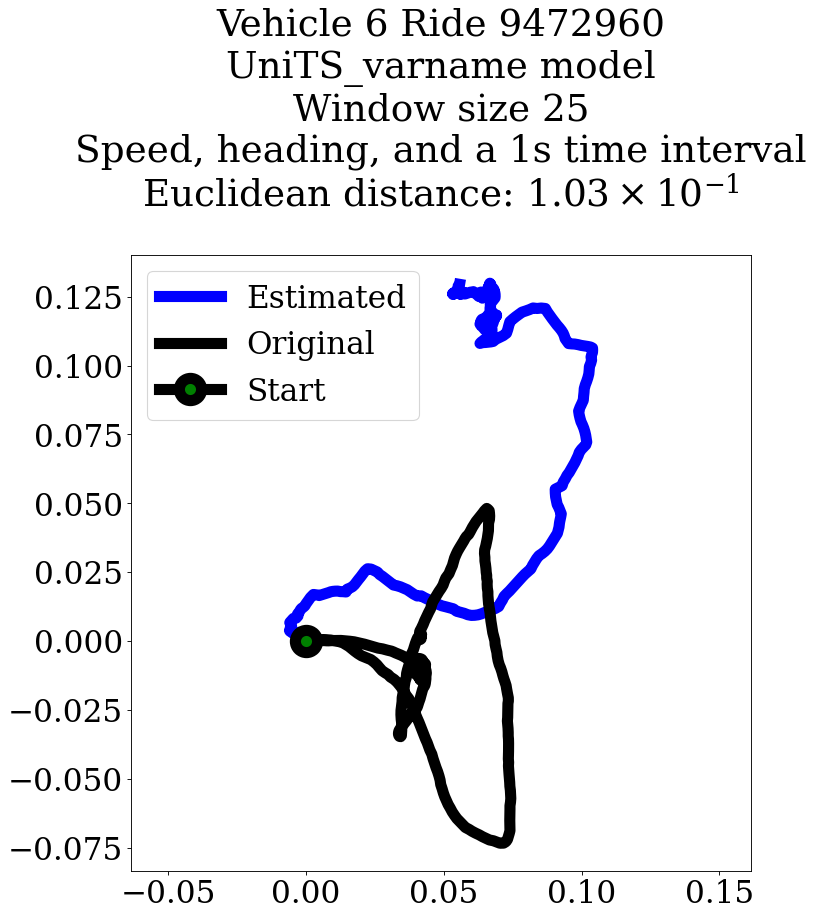 Vehicle 6 Ride 9472960
UniTS_varname model
Window size 25
Speed, heading, and a 1s time interval
Euclidean distance: 1.03 × 10⁻¹
Estimated
Original
Start
0.125
0.100
0.075
0.050
0.025
0.000
−0.025
−0.050
−0.075
−0.05 0.00 0.05 0.10 0.15